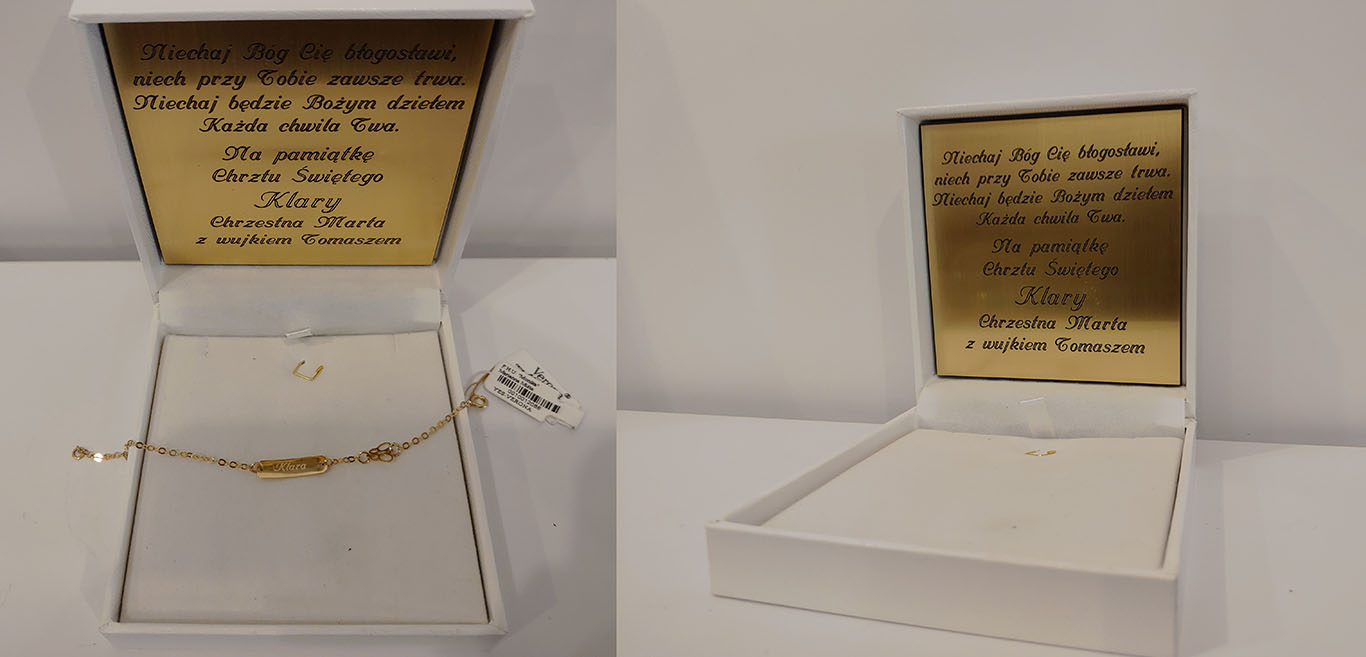 Niechaj Bóg Cię błogosławi,
niech przy Tobie zawsze trwa.
Niechaj będzie Bożym dziełem
Każda chwila Twa.
Na pamiątkę
Chrztu Świętego
Klary
Chrzestna Marta
z wujkiem Tomaszem
Klara
YES VERONA
Niechaj Bóg Cię błogosławi,
niech przy Tobie zawsze trwa.
Niechaj będzie Bożym dziełem
Każda chwila Twa.
Na pamiątkę
Chrztu Świętego
Klary
Chrzestna Marta
z wujkiem Tomaszem